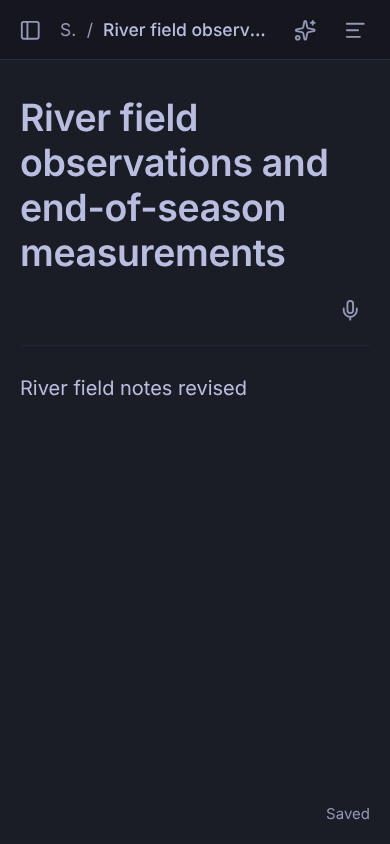 S. / River field observ...
River field
observations and
end-of-season
measurements
River field notes revised
Saved